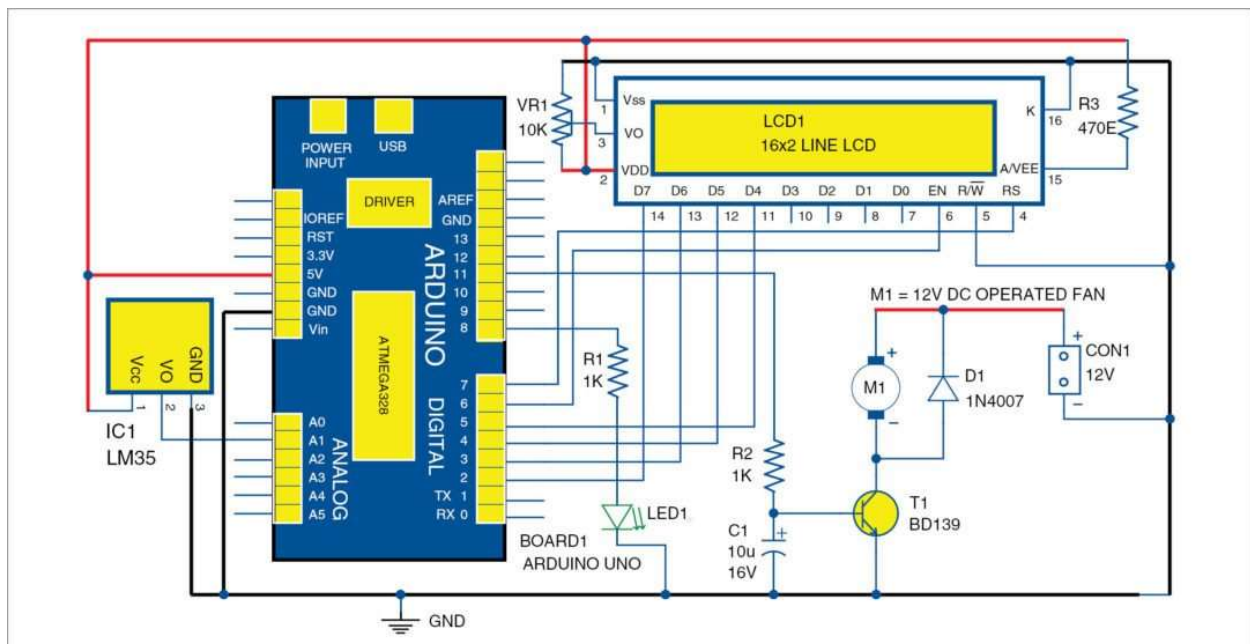 POWER
INPUT
USB
DRIVER
ARDUINO
ATMEGA328
DIGITAL
ANALOG
IOREF
RST
3.3V
5V
GND
GND
Vin
A0
A1
A2
A3
A4
A5
AREF
GND
13
12
11
10
9
8
7
6
5
4
3
2
TX 1
RX 0
BOARD1
ARDUINO UNO
Vcc
VO
GND
1
2
3
IC1
LM35
VR1
10K
LCD1
16x2 LINE LCD
Vss
VO
VDD
1
3
2
K
16
A/VEE
15
D7 D6 D5 D4 D3 D2 D1 D0 EN R/W RS
14 13 12 11 10 9 8 7 6 5 4
R3
470E
M1 = 12V DC OPERATED FAN
+
M1
–
D1
1N4007
+
CON1
12V
–
R1
1K
LED1
R2
1K
C1
10u
16V
+
T1
BD139
GND